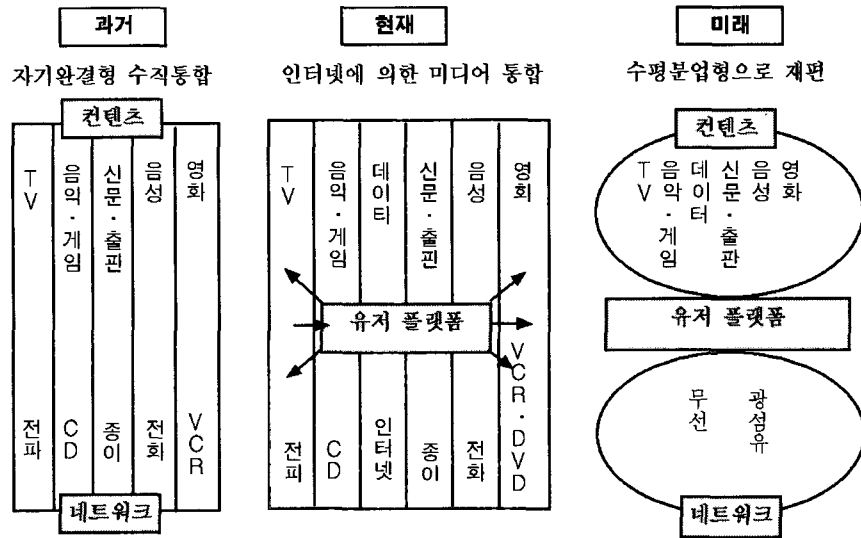 과거
자기완결형 수직통합
컨텐츠
TV
음악·게임
신문·출판
음성
영화
전파
CD
종이
전화
VCR
네트워크
현재
인터넷에 의한 미디어 통합
TV
음악·게임
데이타
신문·출판
음성
영화
유저 플랫폼
전파
CD
인터넷
종이
전화
VCR·DVD
미래
수평분업형으로 재편
컨텐츠
TV
음악·게임
데이터
신문·출판
음성
영화
유저 플랫폼
무선
광섬유
네트워크